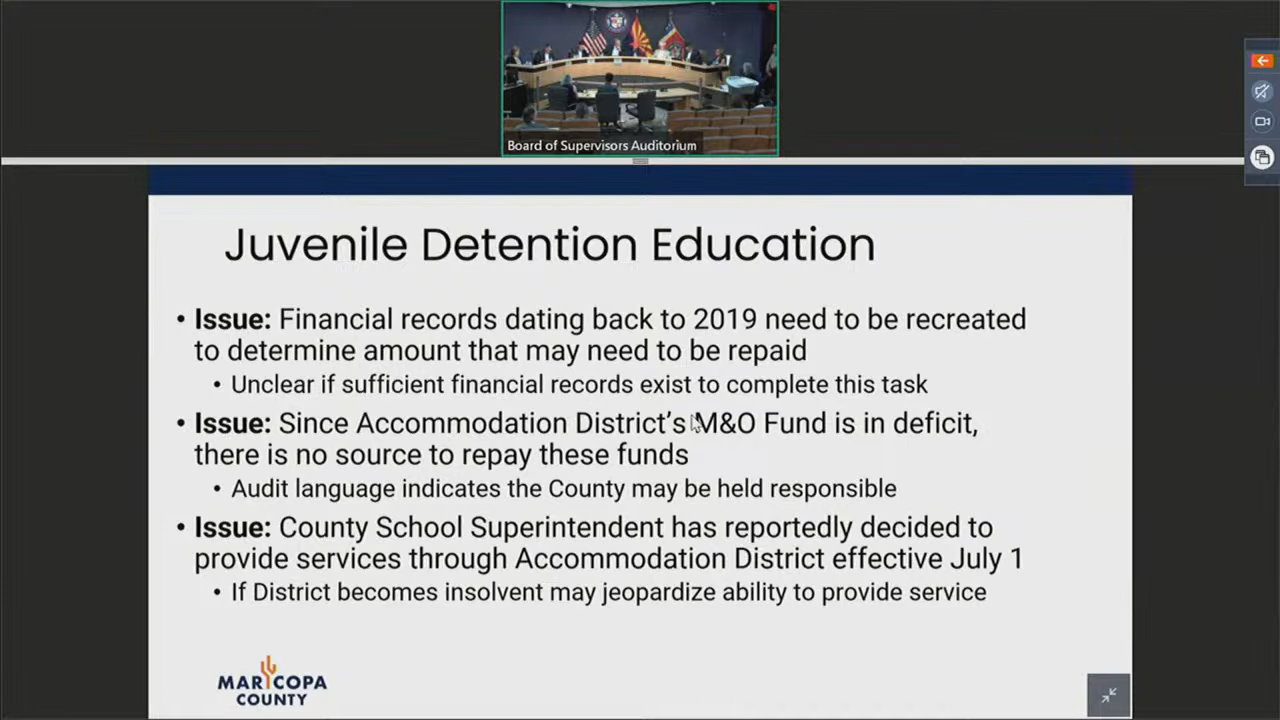 Board of Supervisors Auditorium
Juvenile Detention Education
• Issue: Financial records dating back to 2019 need to be recreated
to determine amount that may need to be repaid
• Unclear if sufficient financial records exist to complete this task
• Issue: Since Accommodation District's M&O Fund is in deficit,
there is no source to repay these funds
• Audit language indicates the County may be held responsible
• Issue: County School Superintendent has reportedly decided to
provide services through Accommodation District effective July 1
• If District becomes insolvent may jeopardize ability to provide service
MARICOPA
COUNTY